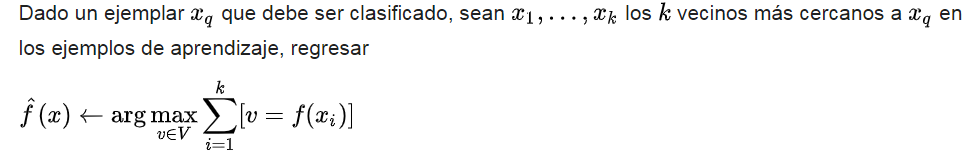 Dado un ejemplar $x_q$ que debe ser clasificado, sean $x_1, \ldots, x_k$ los $k$ vecinos más cercanos a $x_q$ en
los ejemplos de aprendizaje, regresar
$\hat{f}(x) \leftarrow \arg\max_{v \in V} \sum_{i=1}^{k} [v = f(x_i)]$